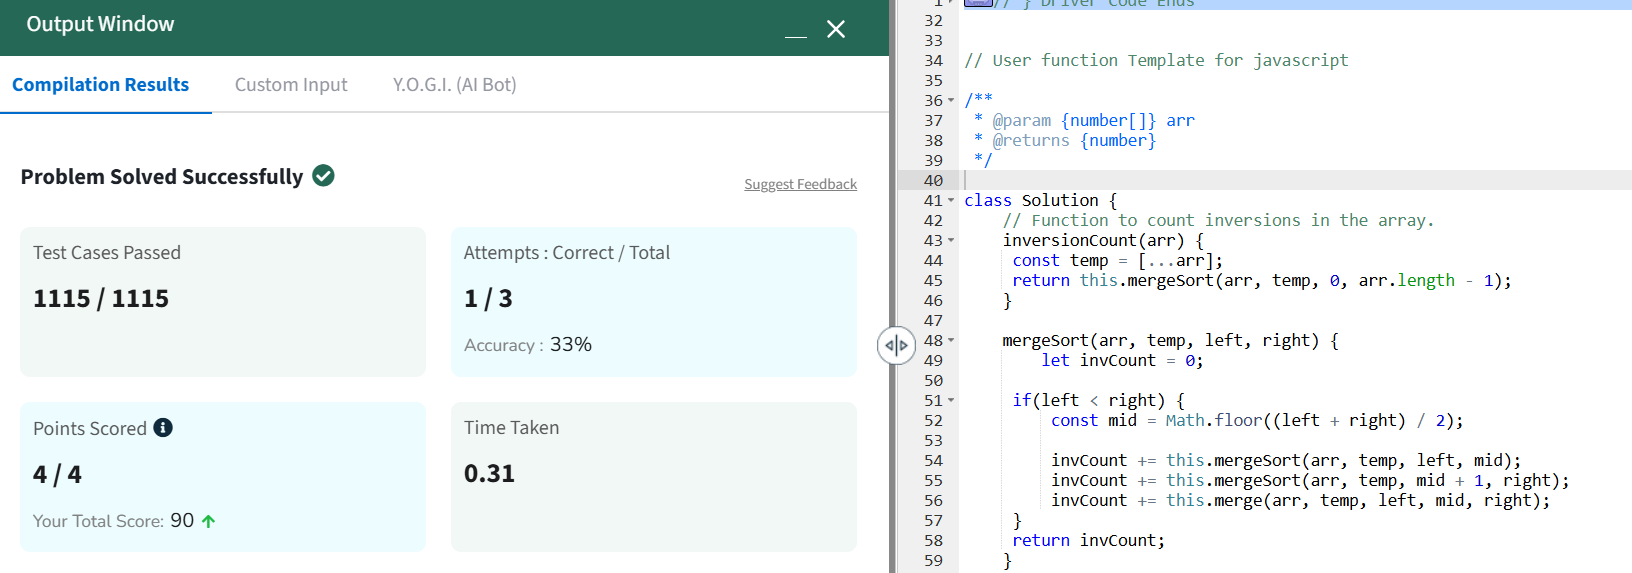 Output Window
Compilation Results
Custom Input
Y.O.G.I. (AI Bot)
Problem Solved Successfully
Suggest Feedback
Test Cases Passed
1115 / 1115
Attempts : Correct / Total
1 / 3
Accuracy : 33%
Points Scored
4 / 4
Your Total Score: 90
Time Taken
0.31
1 // } Driver Code Ends
32
33
34 // User function Template for javascript
35
36 /**
37 * @param {number[]} arr
38 * @returns {number}
39 */
40
41 class Solution {
42 // Function to count inversions in the array.
43 inversionCount(arr) {
44 const temp = [...arr];
45 return this.mergeSort(arr, temp, 0, arr.length - 1);
46 }
47
48 mergeSort(arr, temp, left, right) {
49 let invCount = 0;
50
51 if(left < right) {
52 const mid = Math.floor((left + right) / 2);
53
54 invCount += this.mergeSort(arr, temp, left, mid);
55 invCount += this.mergeSort(arr, temp, mid + 1, right);
56 invCount += this.merge(arr, temp, left, mid, right);
57 }
58 return invCount;
59 }